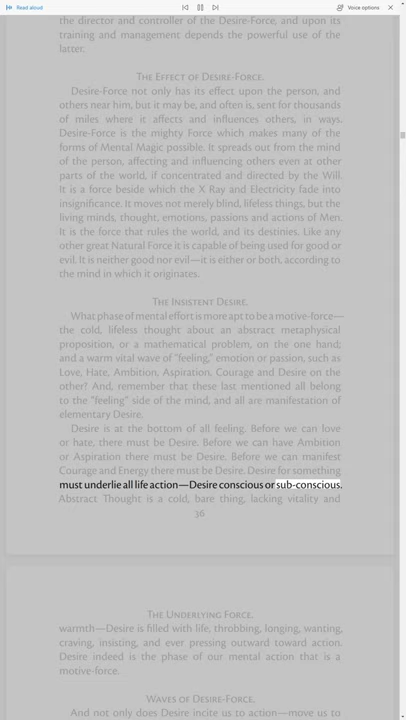 Read aloud
Voice options
the director and controller of the Desire-Force, and upon its
training and management depends the powerful use of the
latter.
The Effect of Desire-Force.
Desire-Force not only has its effect upon the person, and
others near him, but it may be, and often is, sent for thousands
of miles where it affects and influences others, in ways.
Desire-Force is the mighty Force which makes many of the
forms of Mental Magic possible. It spreads out from the mind
of the person, affecting and influencing others even at other
parts of the world, if concentrated and directed by the Will.
It is a force beside which the X Ray and Electricity fade into
insignificance. It moves not merely blind, lifeless things, but the
living minds, thought, emotions, passions and actions of Men.
It is the force that rules the world, and its destinies. Like any
other great Natural Force it is capable of being used for good or
evil. It is neither good nor evil—it is either or both, according to
the mind in which it originates.
The Insistent Desire.
What phase of mental effort is more apt to be a motive-force—
the cold, lifeless thought about an abstract metaphysical
proposition, or a mathematical problem, on the one hand;
and a warm vital wave of "feeling," emotion or passion, such as
Love, Hate, Ambition, Aspiration, Courage and Desire on the
other? And, remember that these last mentioned all belong
to the "feeling" side of the mind, and all are manifestation of
elementary Desire.
Desire is at the bottom of all feeling. Before we can love
or hate, there must be Desire. Before we can have Ambition
or Aspiration there must be Desire. Before we can manifest
Courage and Energy there must be Desire. Desire for something
must underlie all life action—Desire conscious or sub-conscious.
Abstract Thought is a cold, bare thing, lacking vitality and
36
The Underlying Force.
warmth—Desire is filled with life, throbbing, longing, wanting,
craving, insisting, and ever pressing outward toward action.
Desire indeed is the phase of our mental action that is a
motive-force.
Waves of Desire-Force.
And not only does Desire incite us to action—move us to